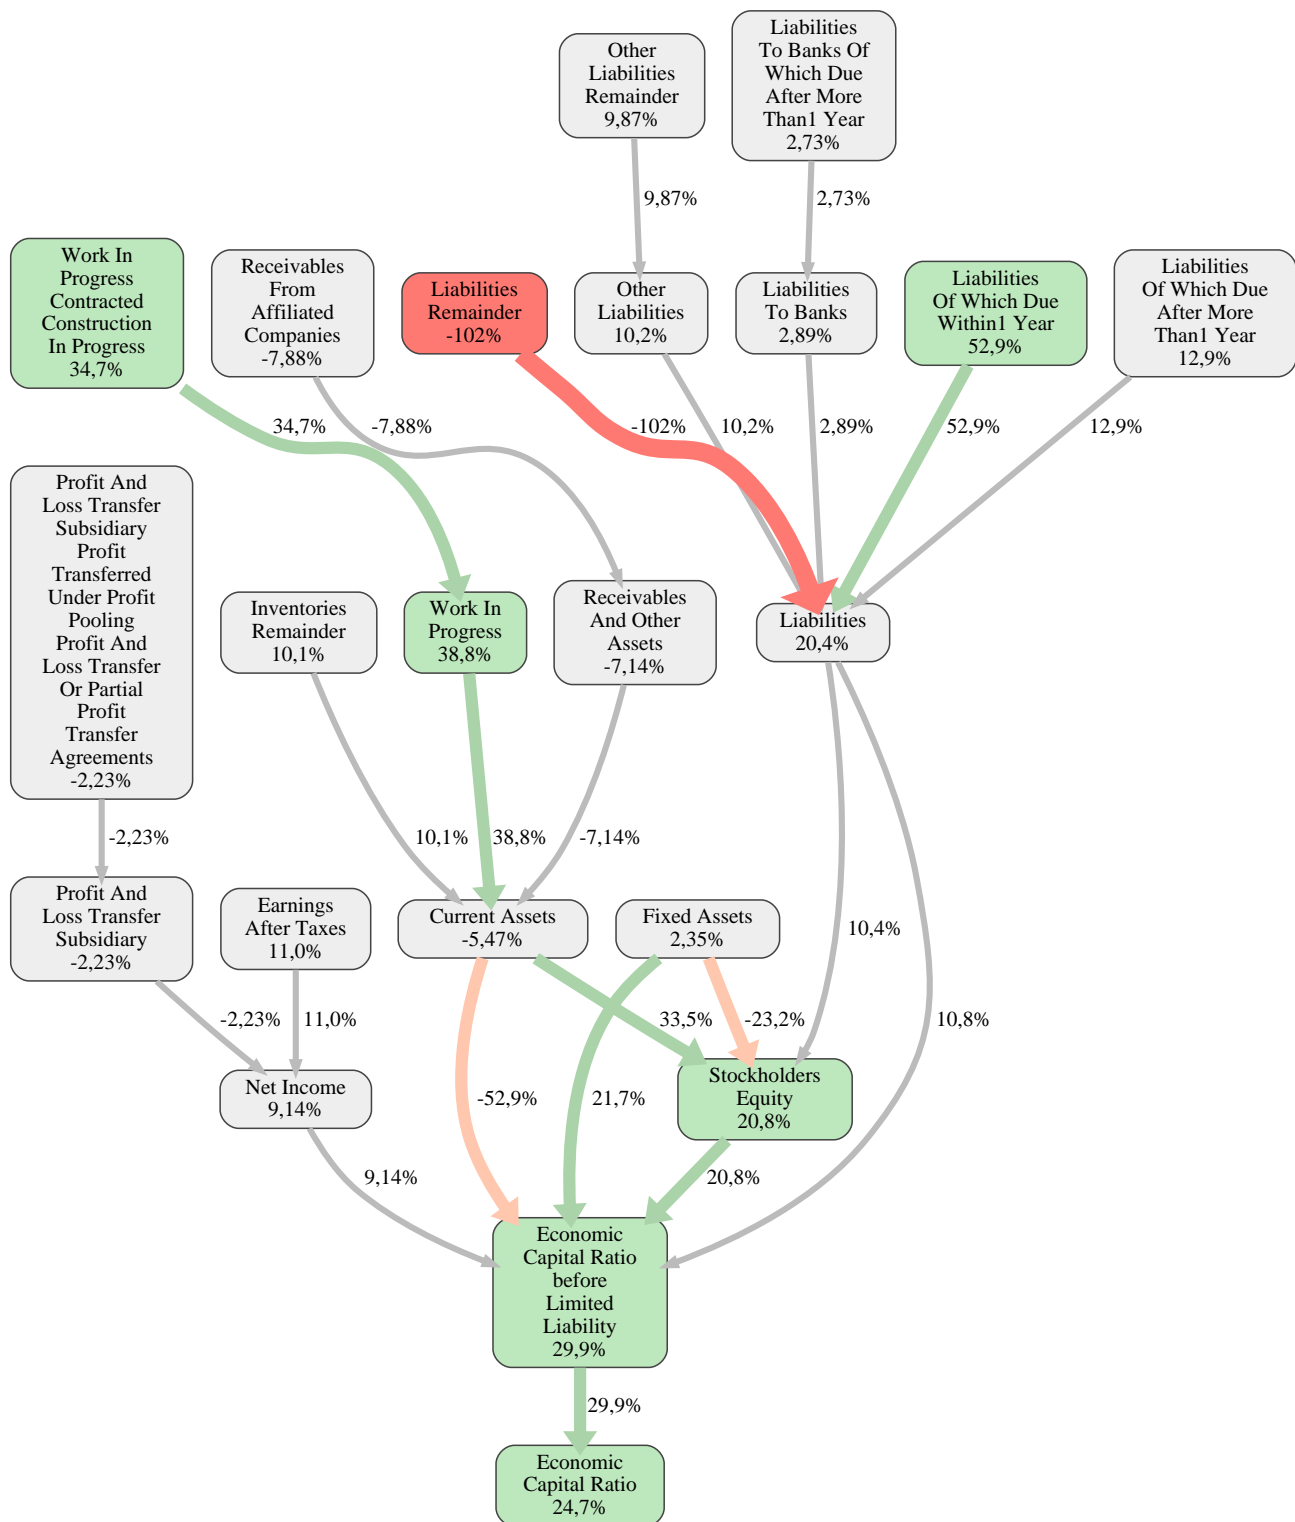 Liabilities
To Banks Of
Which Due
After More
Than1 Year
2,73%
Other
Liabilities
Remainder
9,87%
9,87%
2,73%
Work In
Progress
Contracted
Construction
In Progress
34,7%
Receivables
From
Affiliated
Companies
-7,88%
Liabilities
Remainder
-102%
Other
Liabilities
10,2%
Liabilities
To Banks
2,89%
Liabilities
Of Which Due
Within1 Year
52,9%
Liabilities
Of Which Due
After More
Than1 Year
12,9%
34,7%
-7,88%
-102%
10,2%
2,89%
52,9%
12,9%
Profit And
Loss Transfer
Subsidiary
Profit
Transferred
Under Profit
Pooling
Profit And
Loss Transfer
Or Partial
Profit
Transfer
Agreements
-2,23%
Inventories
Remainder
10,1%
Work In
Progress
38,8%
Receivables
And Other
Assets
-7,14%
Liabilities
20,4%
-2,23%
10,1%
38,8%
-7,14%
Profit And
Loss Transfer
Subsidiary
-2,23%
Earnings
After Taxes
11,0%
Current Assets
-5,47%
Fixed Assets
2,35%
10,4%
-2,23%
11,0%
33,5%
-23,2%
10,8%
Net Income
9,14%
-52,9%
21,7%
Stockholders
Equity
20,8%
9,14%
20,8%
Economic
Capital Ratio
before
Limited
Liability
29,9%
29,9%
Economic
Capital Ratio
24,7%